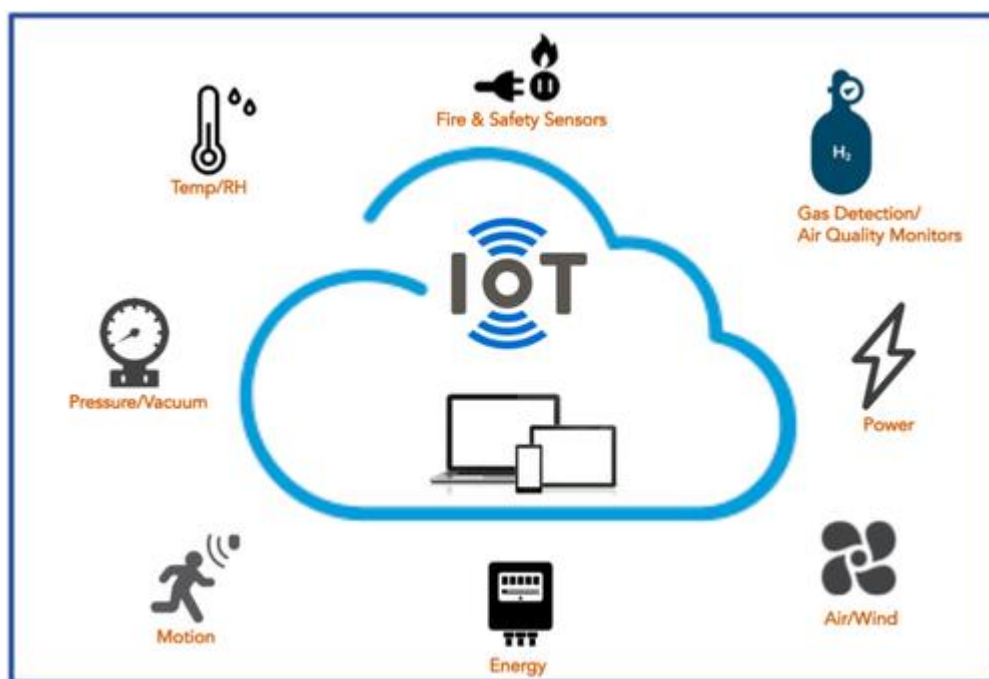 Fire & Safety Sensors
Temp/RH
H₂
Gas Detection/
Air Quality Monitors
IoT
Pressure/Vacuum
Power
Motion
Energy
Air/Wind